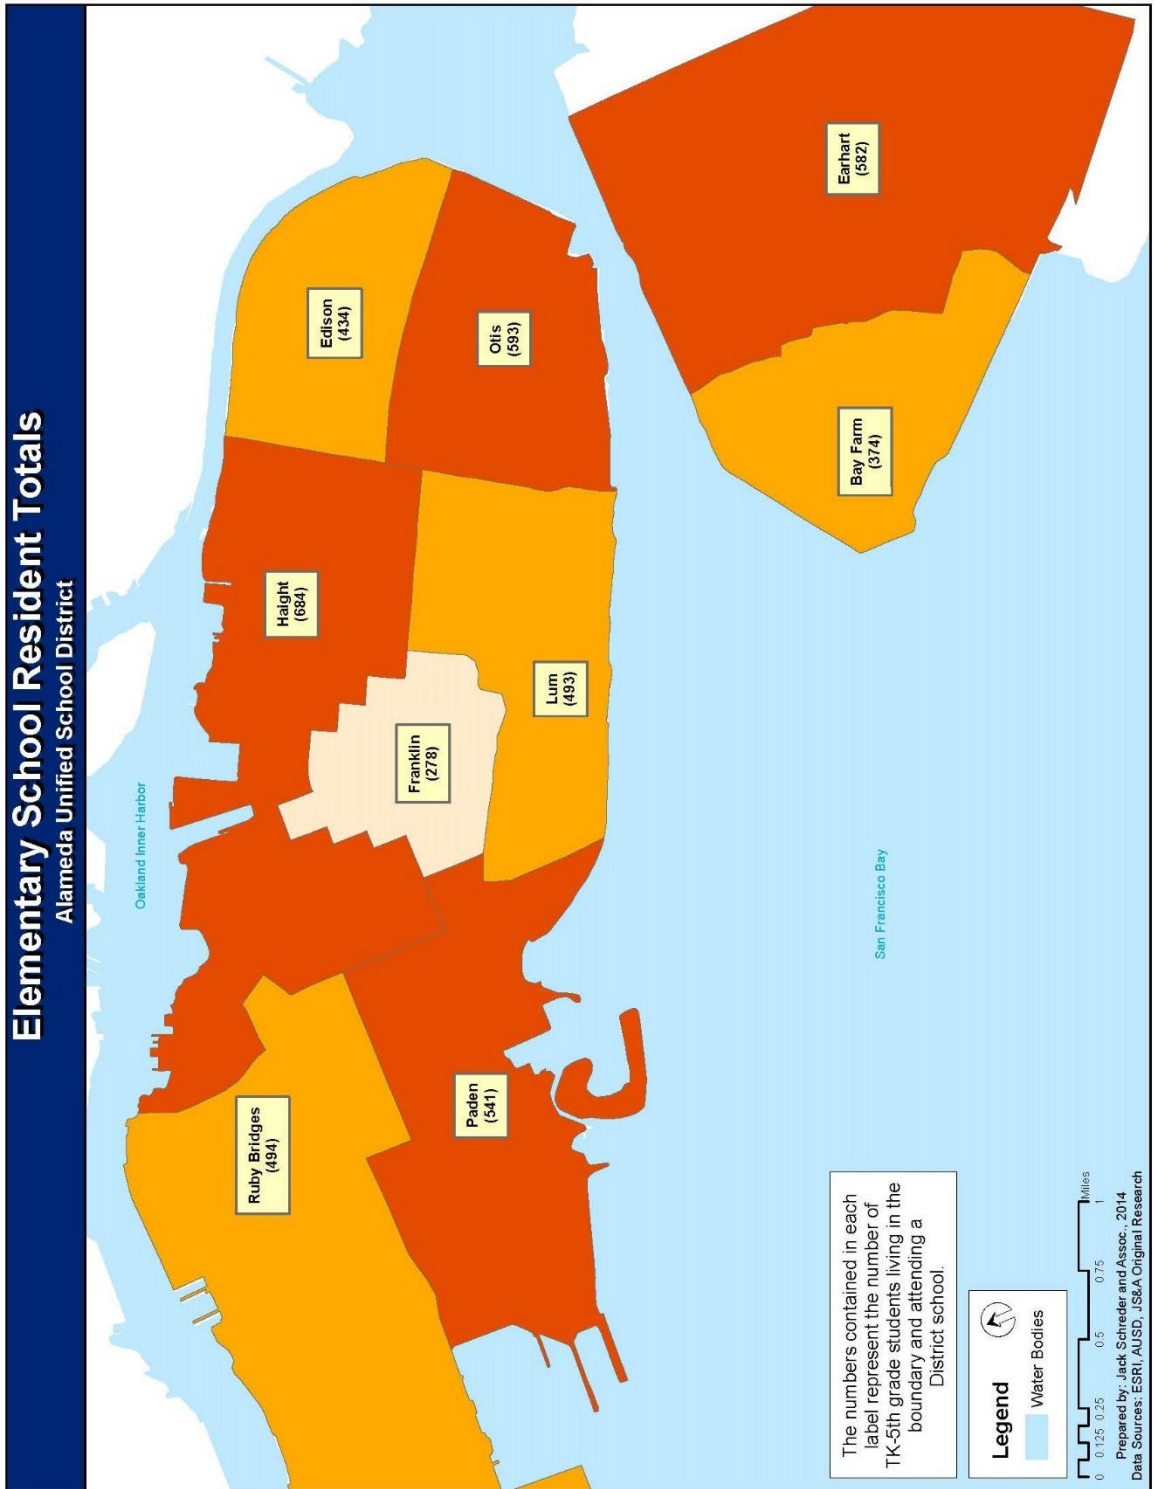 Elementary School Resident Totals
Alameda Unified School District
Oakland Inner Harbor
Ruby Bridges
(494)
Haight
(684)
Edison
(434)
Franklin
(278)
Paden
(541)
Lum
(493)
Otis
(593)
Earhart
(582)
Bay Farm
(374)
San Francisco Bay
The numbers contained in each
label represent the number of
TK-5th grade students living in the
boundary and attending a
District school.
Legend
Water Bodies
0 0.125 0.25 0.5 0.75 1
Miles
Prepared by: Jack Schreder and Assoc., 2014
Data Sources: ESRI, AUSD, JS&A Original Research